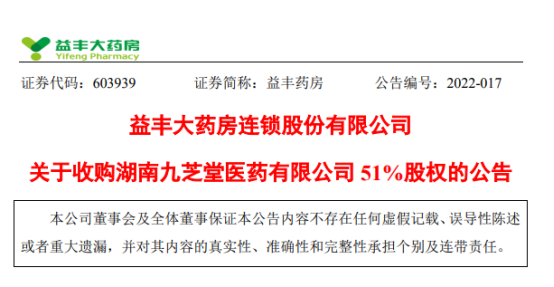 益丰大药房
Yifeng Pharmacy
证券代码：603939 证券简称：益丰药房 公告编号：2022-017
益丰大药房连锁股份有限公司
关于收购湖南九芝堂医药有限公司 51%股权的公告
本公司董事会及全体董事保证本公告内容不存在任何虚假记载、误导性陈述
或者重大遗漏，并对其内容的真实性、准确性和完整性承担个别及连带责任。